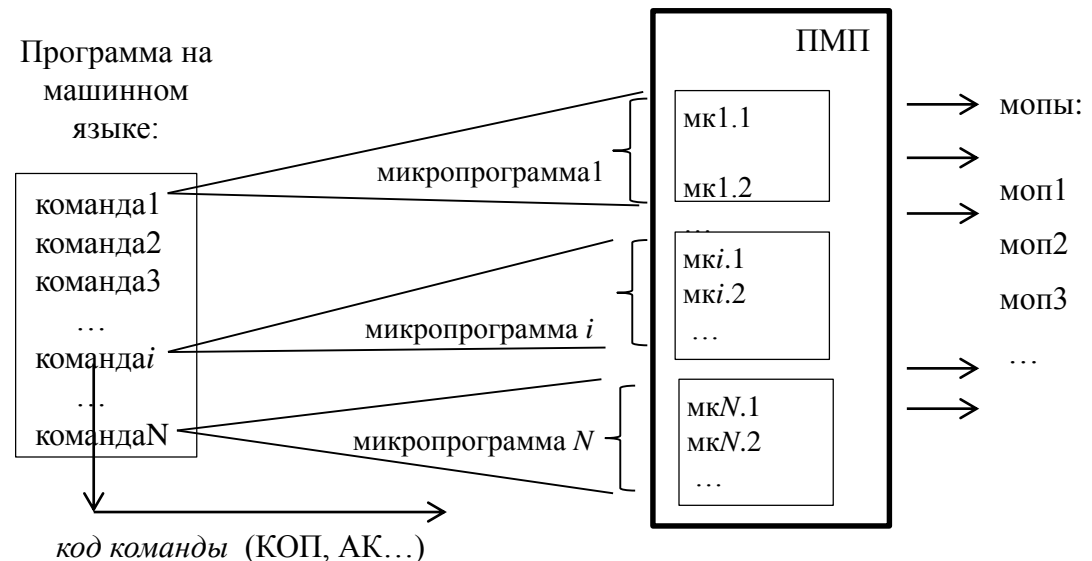 Программа на
машинном
языке:
команда1
команда2
команда3
…
командаi
…
командаN
код команды (КОП, АК…)
микропрограмма1
микропрограмма i
микропрограмма N
ПМП
мк1.1
мк1.2
…
мкi.1
мкi.2
…
мкN.1
мкN.2
…
мопы:
моп1
моп2
моп3
…